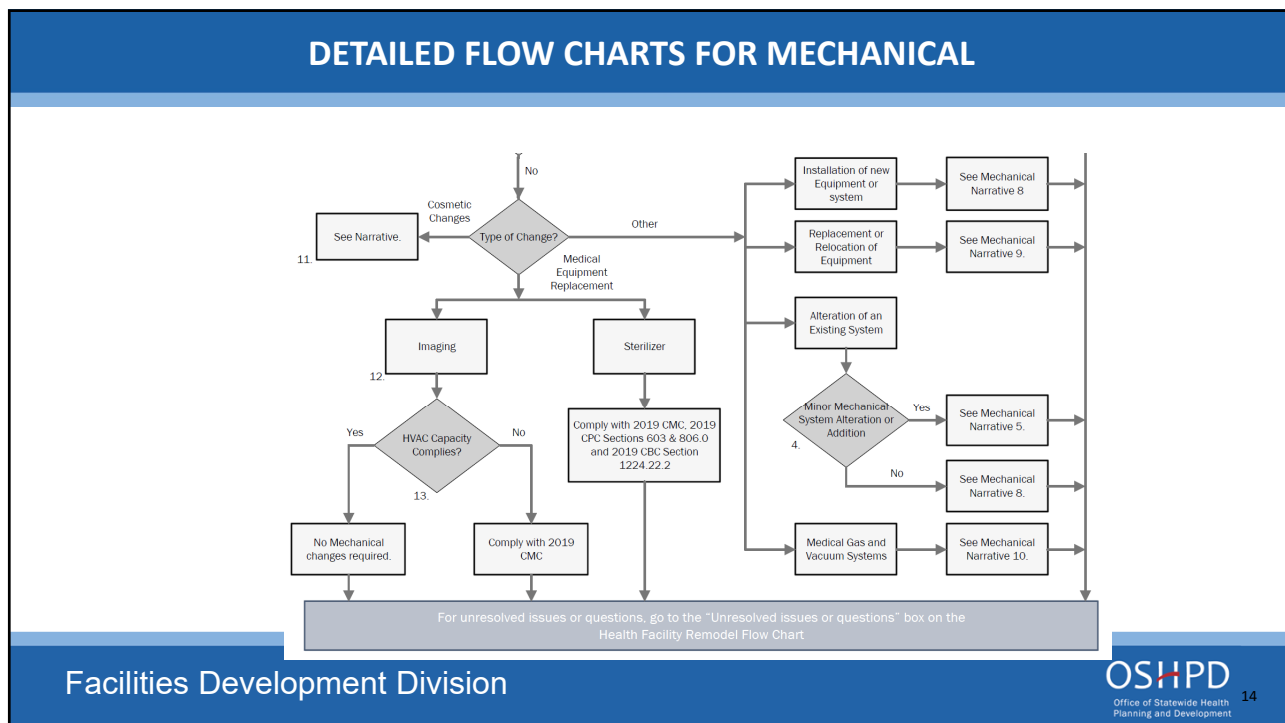 DETAILED FLOW CHARTS FOR MECHANICAL
No
Cosmetic
Changes
Type of Change?
Other
See Narrative.
11.
Medical
Equipment
Replacement
Imaging
12.
Sterilizer
Yes
HVAC Capacity
Complies?
No
13.
Comply with 2019 CMC, 2019
CPC Sections 603 & 806.0
and 2019 CBC Section
1224.22.2
No Mechanical
changes required.
Comply with 2019
CMC
Installation of new
Equipment or
system
See Mechanical
Narrative 8
Replacement or
Relocation of
Equipment
See Mechanical
Narrative 9.
Alteration of an
Existing System
Minor Mechanical
System Alteration or
Addition
4.
Yes
See Mechanical
Narrative 5.
No
See Mechanical
Narrative 8.
Medical Gas and
Vacuum Systems
See Mechanical
Narrative 10.
For unresolved issues or questions, go to the “Unresolved issues or questions” box on the
Health Facility Remodel Flow Chart
Facilities Development Division
OSHPD
Office of Statewide Health
Planning and Development
14